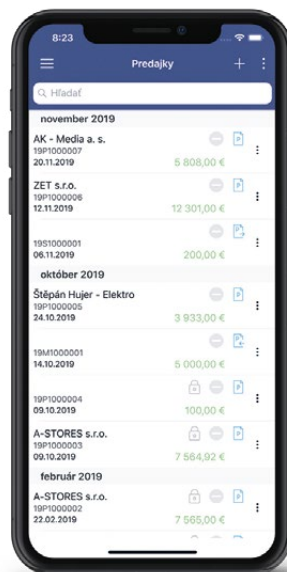 8:23
Predajky
Hľadať
november 2019
AK - Media a. s.
19P1000007
20.11.2019
5 808,00 €
P
ZET s.r.o.
19P1000006
12.11.2019
12 301,00 €
P
19S1000001
06.11.2019
200,00 €
P
október 2019
Štěpán Hujer - Elektro
19P1000005
24.10.2019
3 933,00 €
P
19M1000001
14.10.2019
5 000,00 €
P
19P1000004
09.10.2019
100,00 €
P
A-STORES s.r.o.
19P1000003
09.10.2019
7 564,92 €
P
február 2019
A-STORES s.r.o.
19P1000002
22.02.2019
7 565,00 €
P